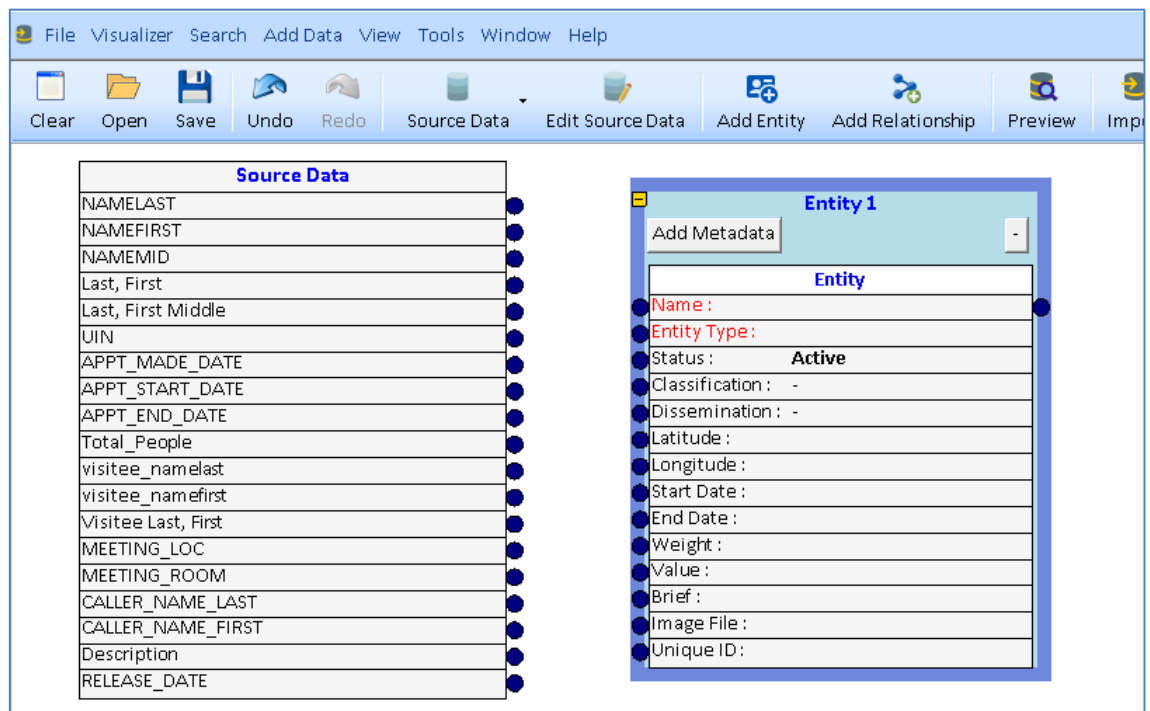 File Visualizer Search Add Data View Tools Window Help
Clear Open Save Undo Redo Source Data Edit Source Data Add Entity Add Relationship Preview
Source Data
NAMELAST
NAMEFIRST
NAMEMID
Last, First
Last, First Middle
UIN
APPT_MADE_DATE
APPT_START_DATE
APPT_END_DATE
Total_People
visitee_namelast
visitee_namefirst
Visitee Last, First
MEETING_LOC
MEETING_ROOM
CALLER_NAME_LAST
CALLER_NAME_FIRST
Description
RELEASE_DATE
Entity 1
Add Metadata -
Entity
Name :
Entity Type :
Status : Active
Classification : -
Dissemination : -
Latitude :
Longitude :
Start Date :
End Date :
Weight :
Value :
Brief :
Image File :
Unique ID :